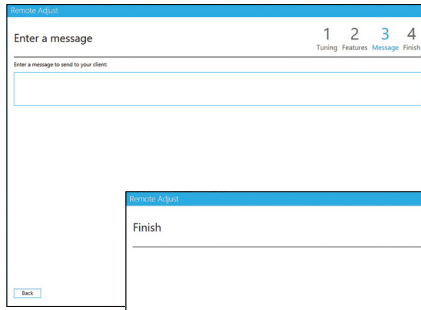 Remote Adjust
Enter a message
1 2 3 4
Tuning Features Message Finish
Enter a message to send to your client:
Back
Remote Adjust
Finish